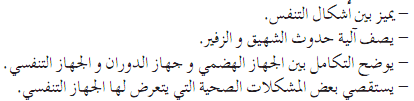 – يميز بين أشكال التنفس.
– يصف آلية حدوث الشهيق و الزفير.
– يوضح التكامل بين الجهاز الهضمي و جهاز الدوران و الجهاز التنفسي.
– يستقصي بعض المشكلات الصحية التي يتعرض لها الجهاز التنفسي.